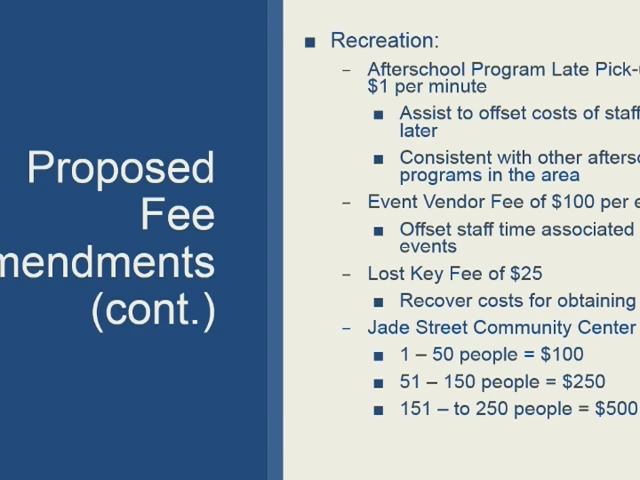 Proposed
Fee
mendments
(cont.)
Recreation:
– Afterschool Program Late Pick-
$1 per minute
Assist to offset costs of staff
later
Consistent with other afters
programs in the area
– Event Vendor Fee of $100 per
Offset staff time associated
events
– Lost Key Fee of $25
Recover costs for obtaining
– Jade Street Community Center
1 – 50 people = $100
51 – 150 people = $250
151 – to 250 people = $500